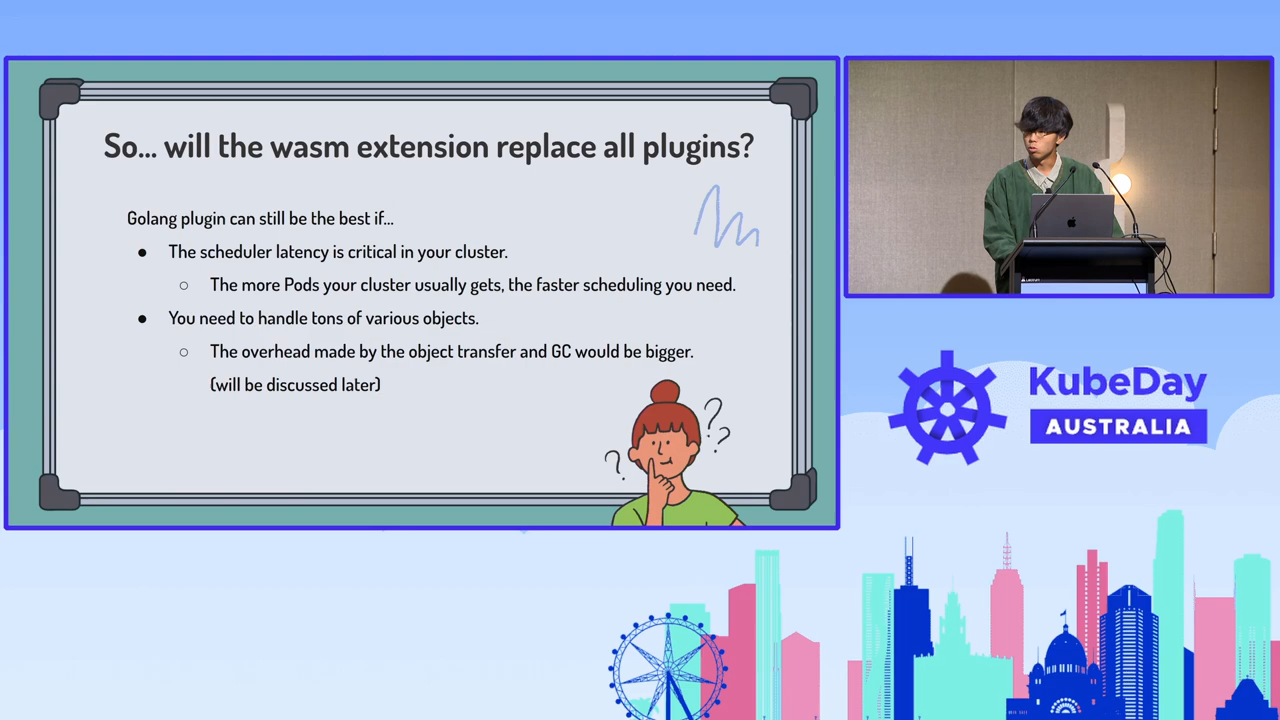 So... will the wasm extension replace all plugins?
Golang plugin can still be the best if...
● The scheduler latency is critical in your cluster.
○ The more Pods your cluster usually gets, the faster scheduling you need.
● You need to handle tons of various objects.
○ The overhead made by the object transfer and GC would be bigger.
(will be discussed later)
? ? ?
KubeDay
AUSTRALIA